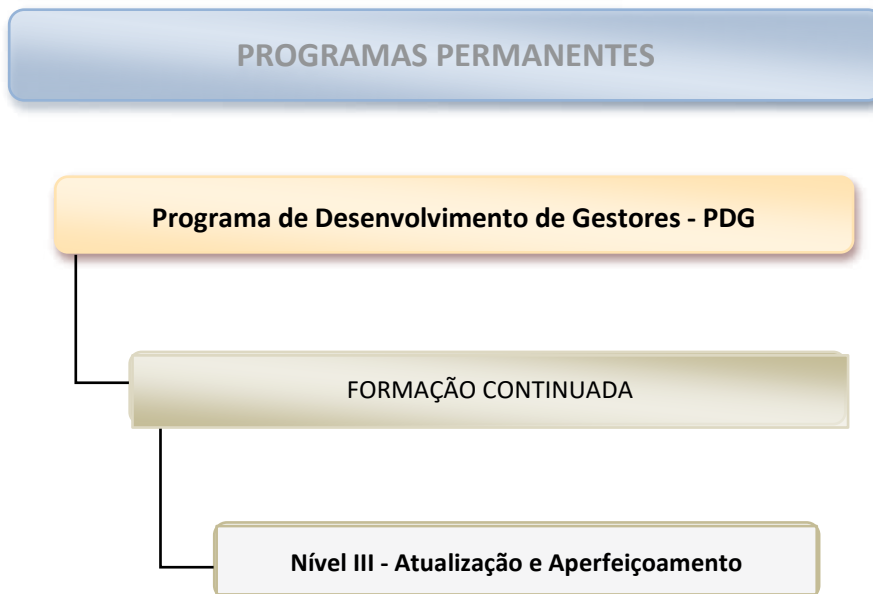 PROGRAMAS PERMANENTES
Programa de Desenvolvimento de Gestores - PDG
FORMAÇÃO CONTINUADA
Nível III - Atualização e Aperfeiçoamento